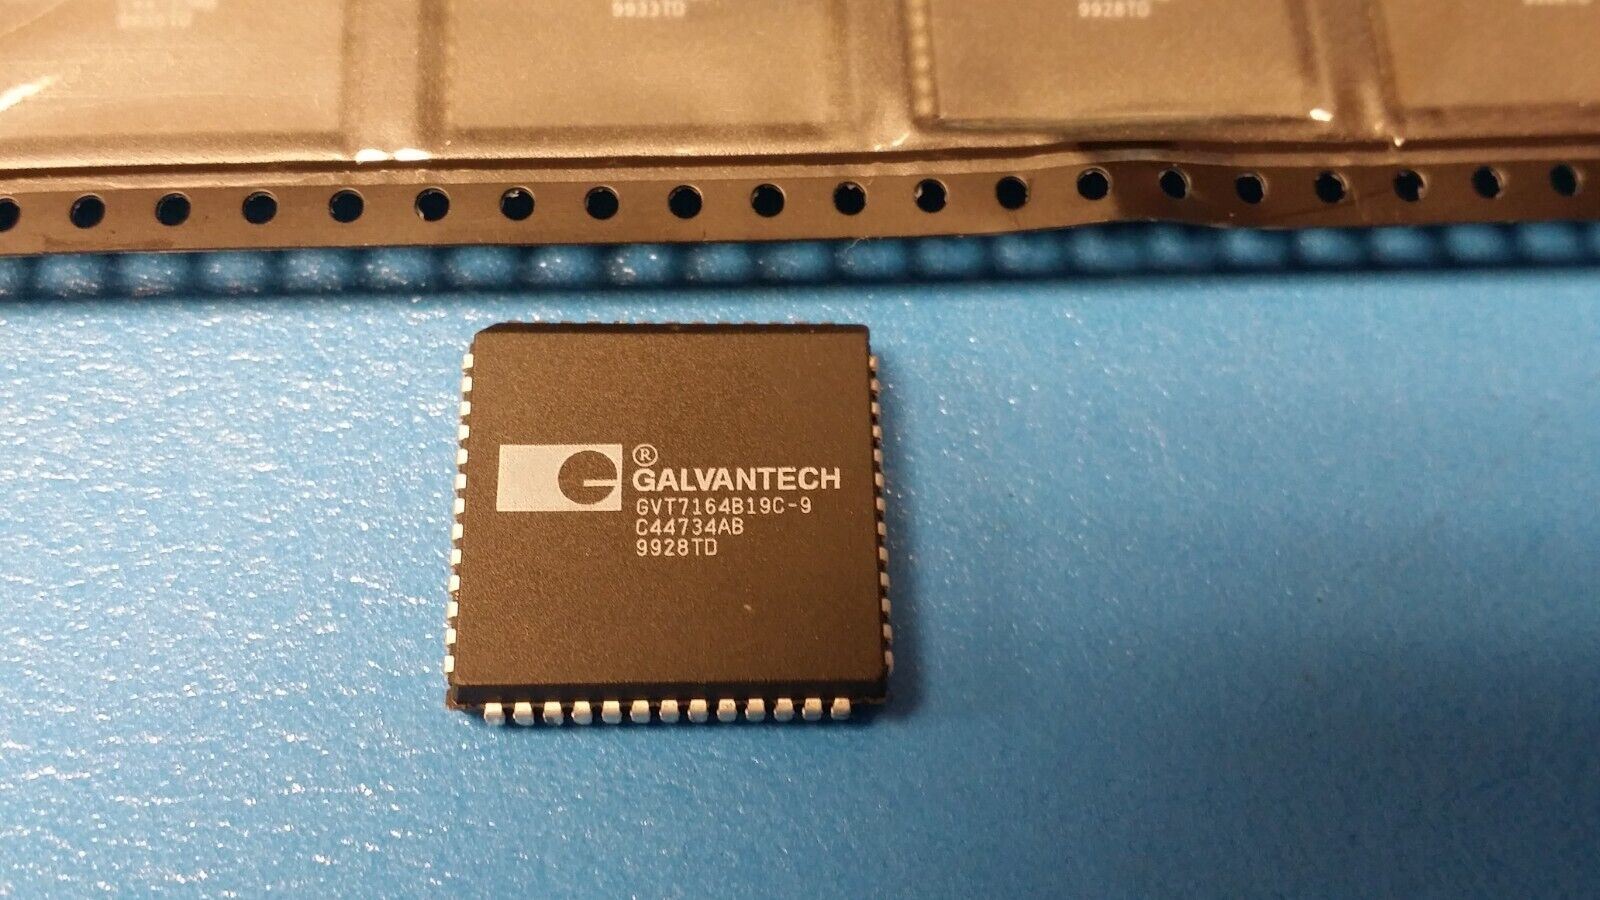 9933TD
9928TD
®
GALVANTECH
GVT7164B19C-9
C44734AB
9928TD